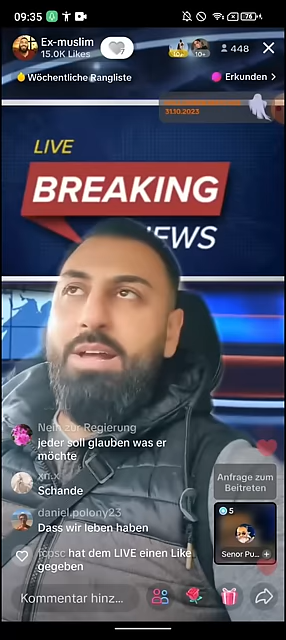 09:35
76
Ex-muslim
15.0K Likes
10+
448
Wöchentliche Rangliste
Erkunden >
31.10.2023
LIVE
BREAKING
NEWS
Nein zur Regierung
jeder soll glauben was er
möchte
Schande
daniel.polony23
Dass wir leben haben
hat dem LIVE einen Like
gegeben
Anfrage zum
Beitreten
5
Senor Pu... +
Kommentar hinz...